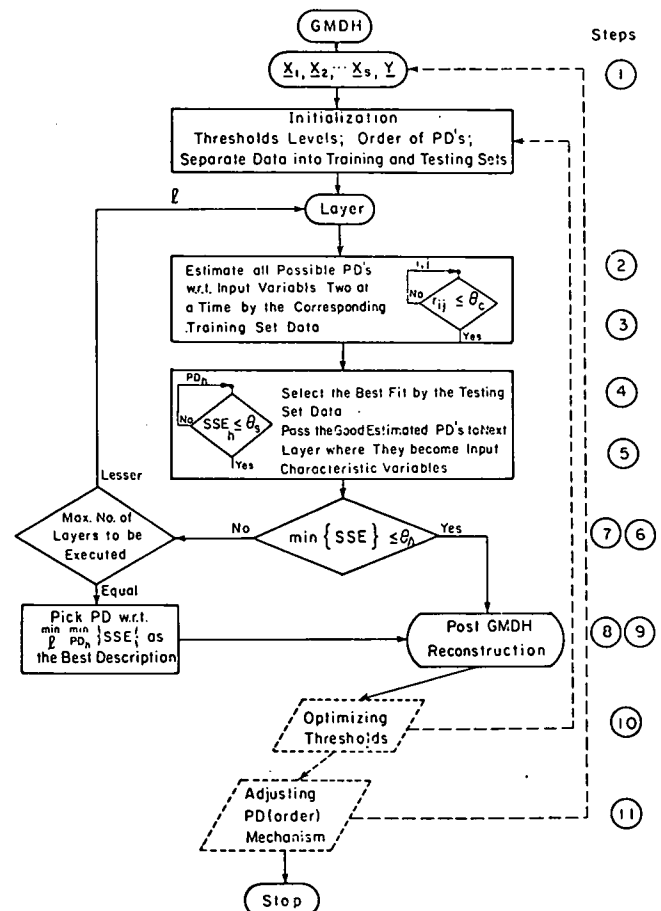 GMDH
Steps
X₁, X₂, ⋯ X₅, Y
1
Initialization
Thresholds Levels; Order of PD's;
Separate Data into Training and Testing Sets
ℓ
Layer
Estimate all Possible PD's
w.r.t. Input Variable Two at
a Time by the Corresponding
Training Set Data
i, j
No
rᵢⱼ ≤ θ_c
Yes
2
3
PDₕ
No
SSEₕ ≤ θₛ
Yes
Select the Best Fit by the Testing
Set Data
Pass the Good Estimated PD's to Next
Layer where They become Input
Characteristic Variables
4
5
Lesser
Max. No. of
Layers to be
Executed
No
min {SSE} ≤ θₕ
Yes
7 6
Equal
Pick PD w.r.t.
min ℓ min PDₕ {SSE} as
the Best Description
Post GMDH
Reconstruction
8 9
Optimizing
Thresholds
10
Adjusting
PD(order)
Mechanism
11
Stop